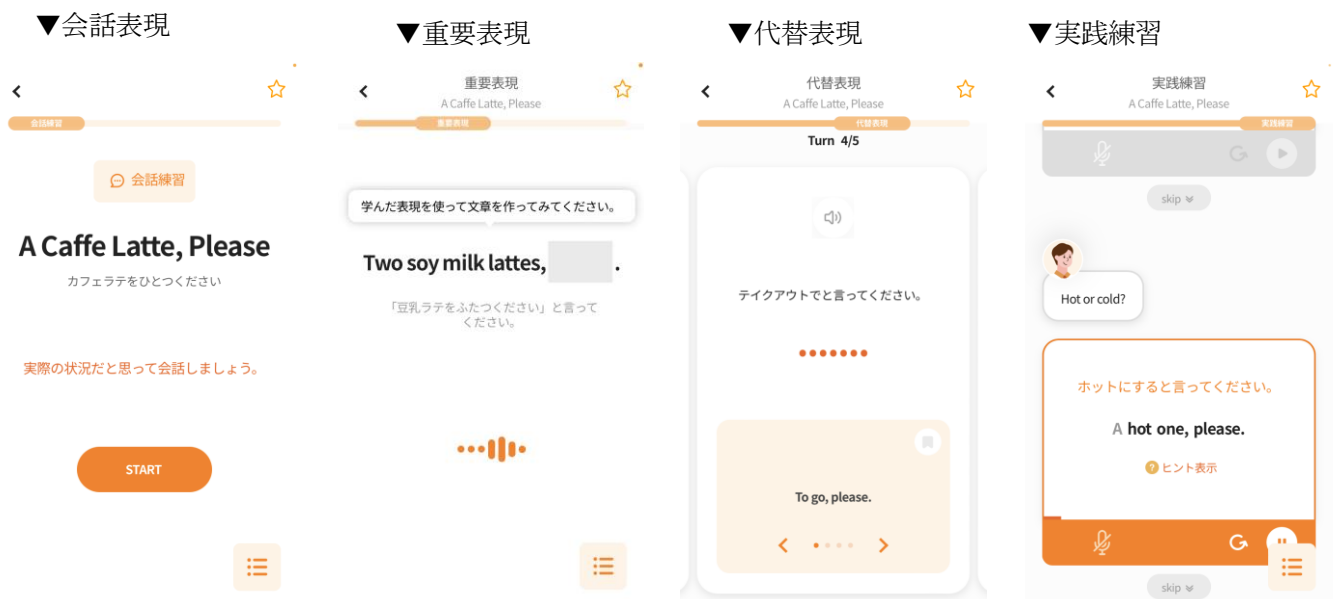 ▼会話表現
会話練習
会話練習
A Caffe Latte, Please
カフェラテをひとつください
実際の状況だと思って会話しましょう。
START
▼重要表現
重要表現
A Caffe Latte, Please
重要表現
学んだ表現を使って文章を作ってみてください。
Two soy milk lattes, .
「豆乳ラテをふたつください」と言って
ください。
▼代替表現
代替表現
A Caffe Latte, Please
代替表現
Turn 4/5
テイクアウトでと言ってください。
To go, please.
▼実践練習
実践練習
A Caffe Latte, Please
実践練習
skip
Hot or cold?
ホットにすると言ってください。
A hot one, please.
? ヒント表示
skip